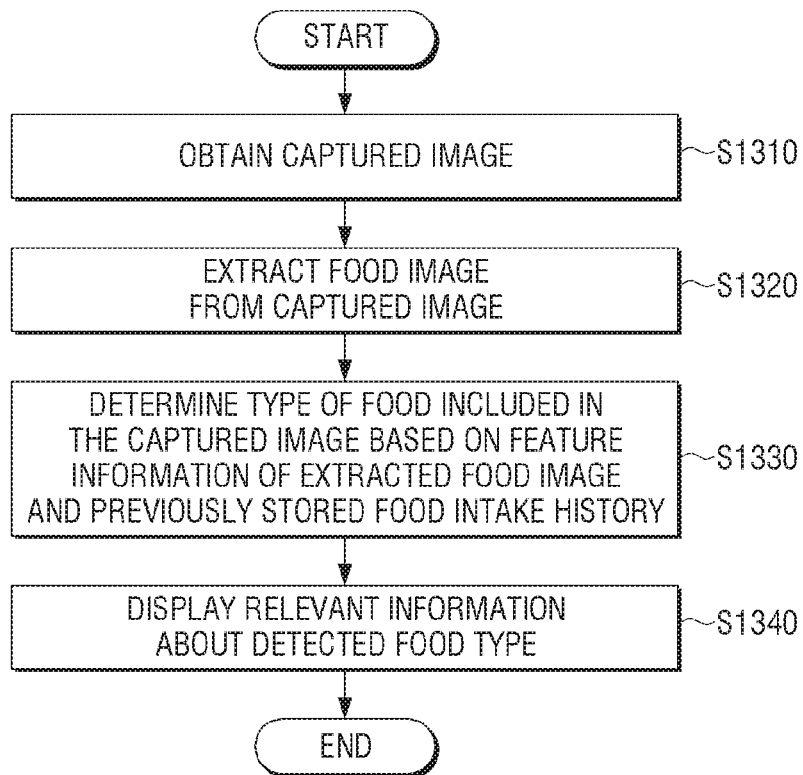 START
OBTAIN CAPTURED IMAGE
S1310
EXTRACT FOOD IMAGE
FROM CAPTURED IMAGE
S1320
DETERMINE TYPE OF FOOD INCLUDED IN
THE CAPTURED IMAGE BASED ON FEATURE
INFORMATION OF EXTRACTED FOOD IMAGE
AND PREVIOUSLY STORED FOOD INTAKE HISTORY
S1330
DISPLAY RELEVANT INFORMATION
ABOUT DETECTED FOOD TYPE
S1340
END